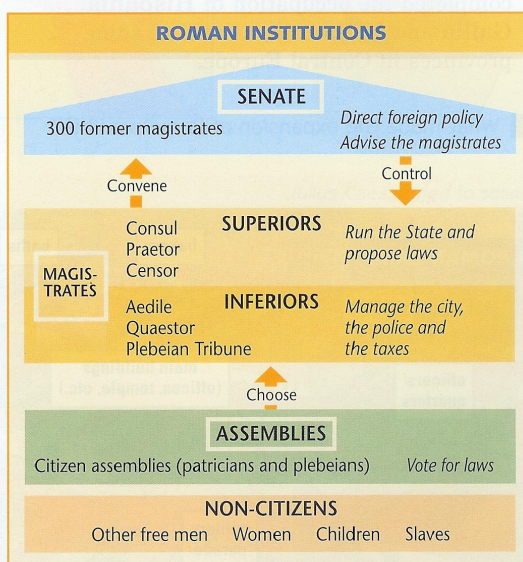 ROMAN INSTITUTIONS
SENATE
300 former magistrates
Direct foreign policy
Advise the magistrates
Convene
Control
MAGIS-
TRATES
Consul
Praetor
Censor
SUPERIORS
Run the State and
propose laws
Aedile
Quaestor
Plebeian Tribune
INFERIORS
Manage the city,
the police and
the taxes
Choose
ASSEMBLIES
Citizen assemblies (patricians and plebeians)
Vote for laws
NON-CITIZENS
Other free men Women Children Slaves